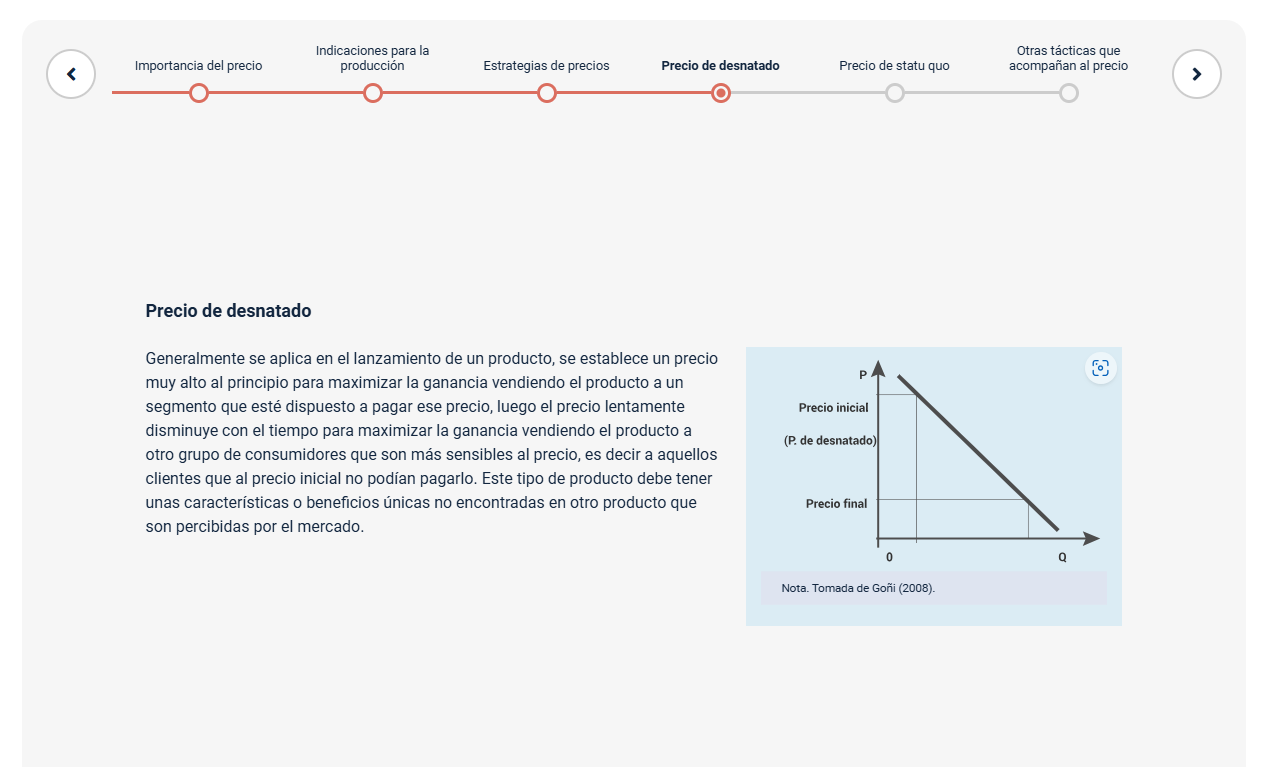 Importancia del precio
Indicaciones para la
producción
Estrategias de precios
Precio de desnatado
Precio de statu quo
Otras tácticas que
acompañan al precio
Precio de desnatado
Generalmente se aplica en el lanzamiento de un producto, se establece un precio
muy alto al principio para maximizar la ganancia vendiendo el producto a un
segmento que esté dispuesto a pagar ese precio, luego el precio lentamente
disminuye con el tiempo para maximizar la ganancia vendiendo el producto a
otro grupo de consumidores que son más sensibles al precio, es decir a aquellos
clientes que al precio inicial no podían pagarlo. Este tipo de producto debe tener
unas características o beneficios únicas no encontradas en otro producto que
son percibidas por el mercado.
P
Precio inicial
(P. de desnatado)
Precio final
0
Q
Nota. Tomada de Goñi (2008).